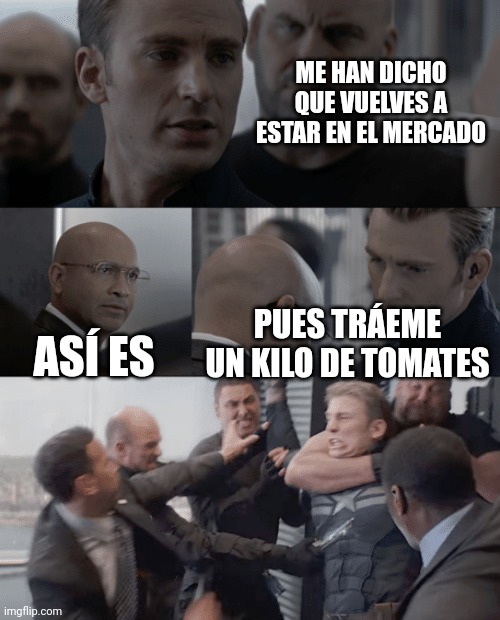 ME HAN DICHO
QUE VUELVES A
ESTAR EN EL MERCADO
ASÍ ES
PUES TRÁEME
UN KILO DE TOMATES
imgflip.com